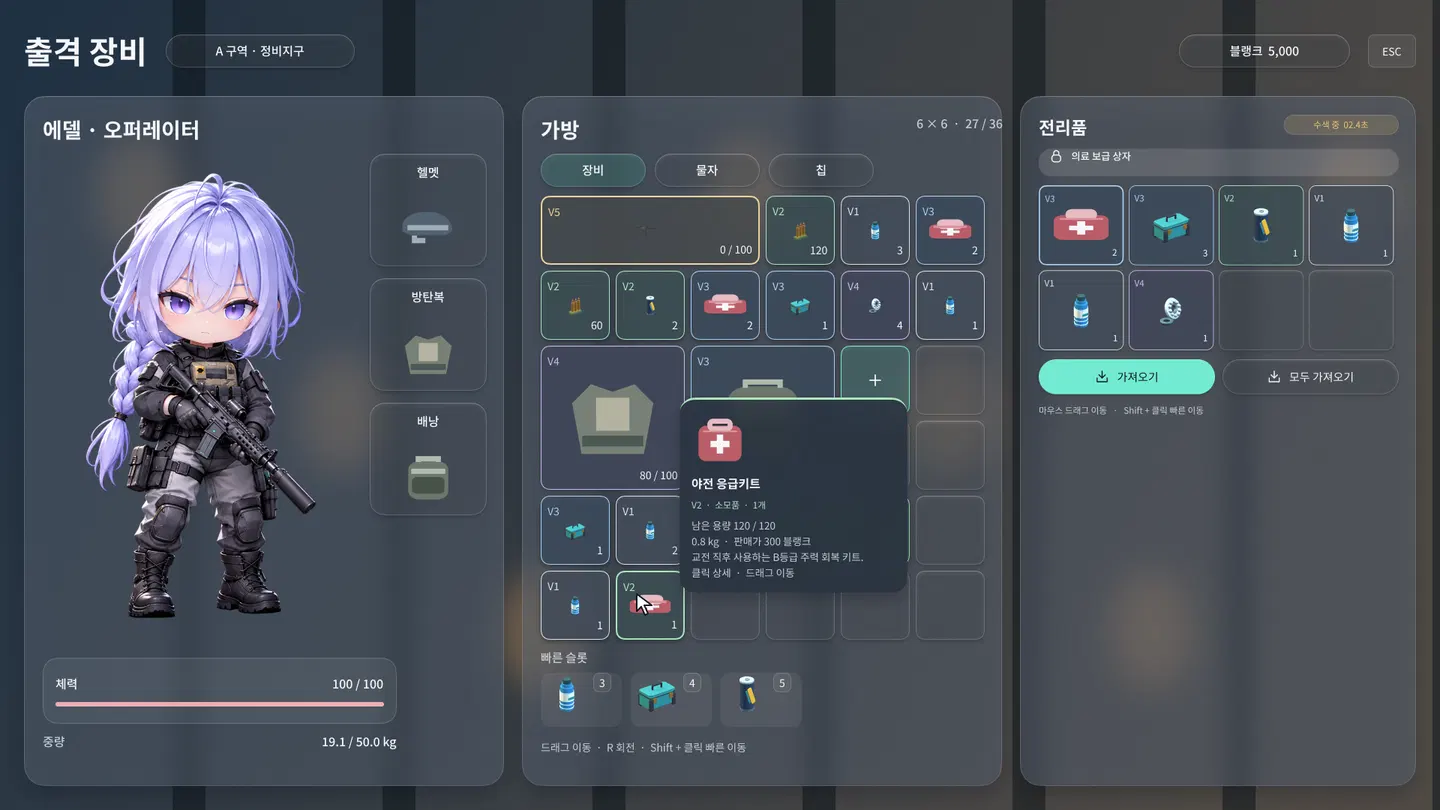 출격 장비
A 구역 · 정비지구
블랭크 5,000
ESC
에델 · 오퍼레이터
헬멧
방탄복
배낭
체력
100 / 100
중량
19.1 / 50.0 kg
가방
6 × 6 · 27 / 36
장비
물자
칩
V5
0 / 100
V2
120
V1
3
V3
2
V2
60
V2
2
V3
2
V3
1
V4
4
V1
1
V4
80 / 100
V3
+
V3
1
V1
2
V1
1
V2
1
야전 응급키트
V2 · 소모품 · 1개
남은 용량 120 / 120
0.8 kg · 판매가 300 블랭크
교전 직후 사용하는 B등급 주력 회복 키트.
클릭 상세 · 드래그 이동
빠른 슬롯
3
4
5
드래그 이동 · R 회전 · Shift + 클릭 빠른 이동
전리품
수색 중 02.4초
의료 보급 상자
V3
2
V3
3
V2
1
V1
1
V1
1
V4
1
가져오기
모두 가져오기
마우스 드래그 이동 · Shift + 클릭 빠른 이동